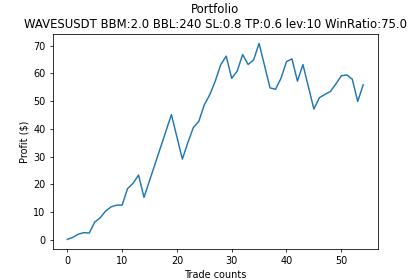 Portfolio
WAVESUSDT BBM:2.0 BBL:240 SL:0.8 TP:0.6 lev:10 WinRatio:75.0
70
60
50
40
30
20
10
0
Profit ($)
0 10 20 30 40 50
Trade counts